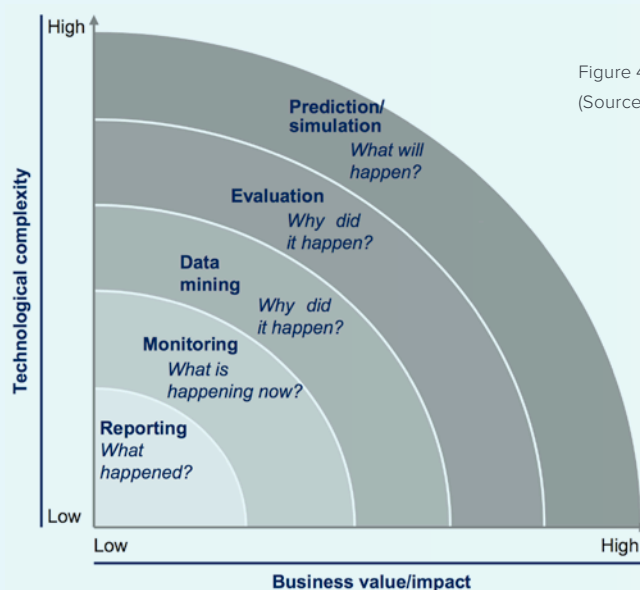 High
Figure 4
(Source
Prediction/
simulation
What will
happen?
Evaluation
Why did
it happen?
Data
mining
Why did
it happen?
Monitoring
What is
happening now?
Reporting
What
happened?
Technological complexity
Low
Low
High
Business value/impact